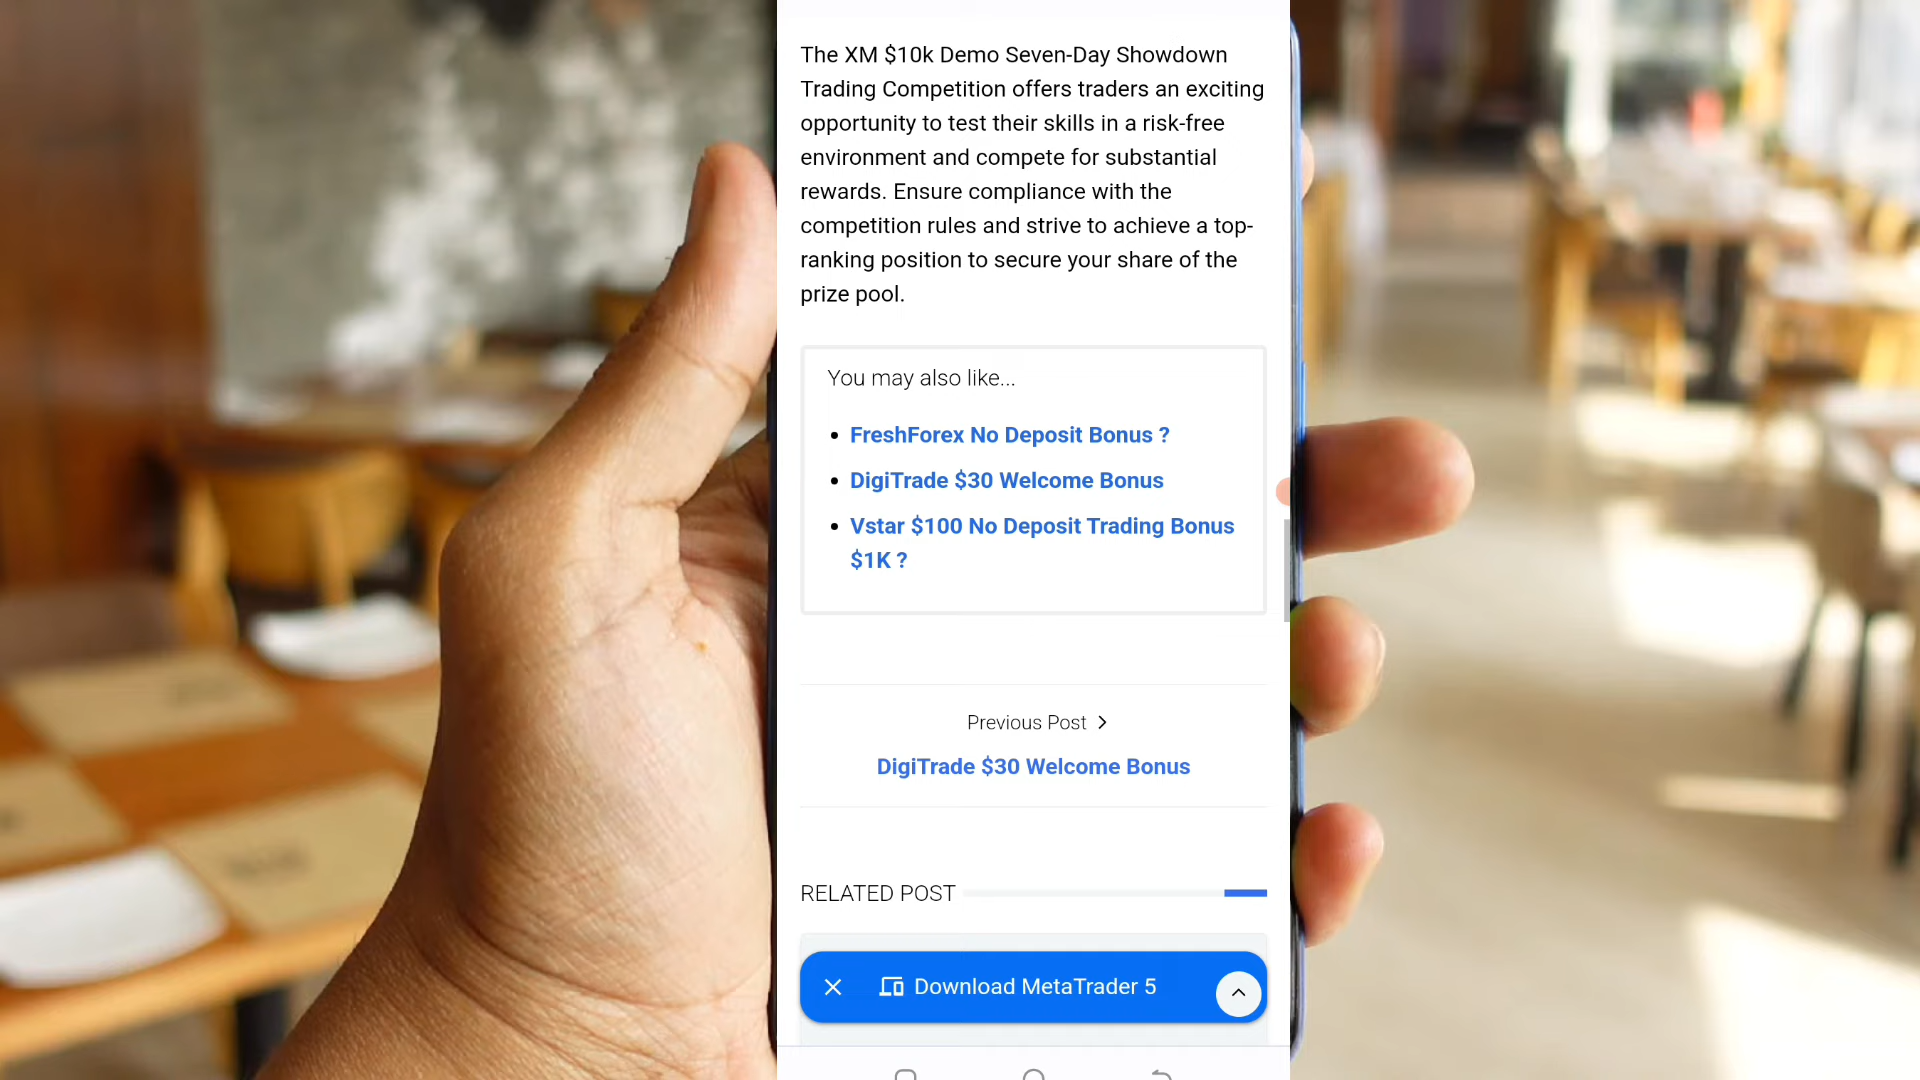 The XM $10k Demo Seven-Day Showdown
Trading Competition offers traders an exciting
opportunity to test their skills in a risk-free
environment and compete for substantial
rewards. Ensure compliance with the
competition rules and strive to achieve a top-
ranking position to secure your share of the
prize pool.
You may also like...
FreshForex No Deposit Bonus ?
DigiTrade $30 Welcome Bonus
Vstar $100 No Deposit Trading Bonus
$1K ?
Previous Post
DigiTrade $30 Welcome Bonus
RELATED POST
Download MetaTrader 5